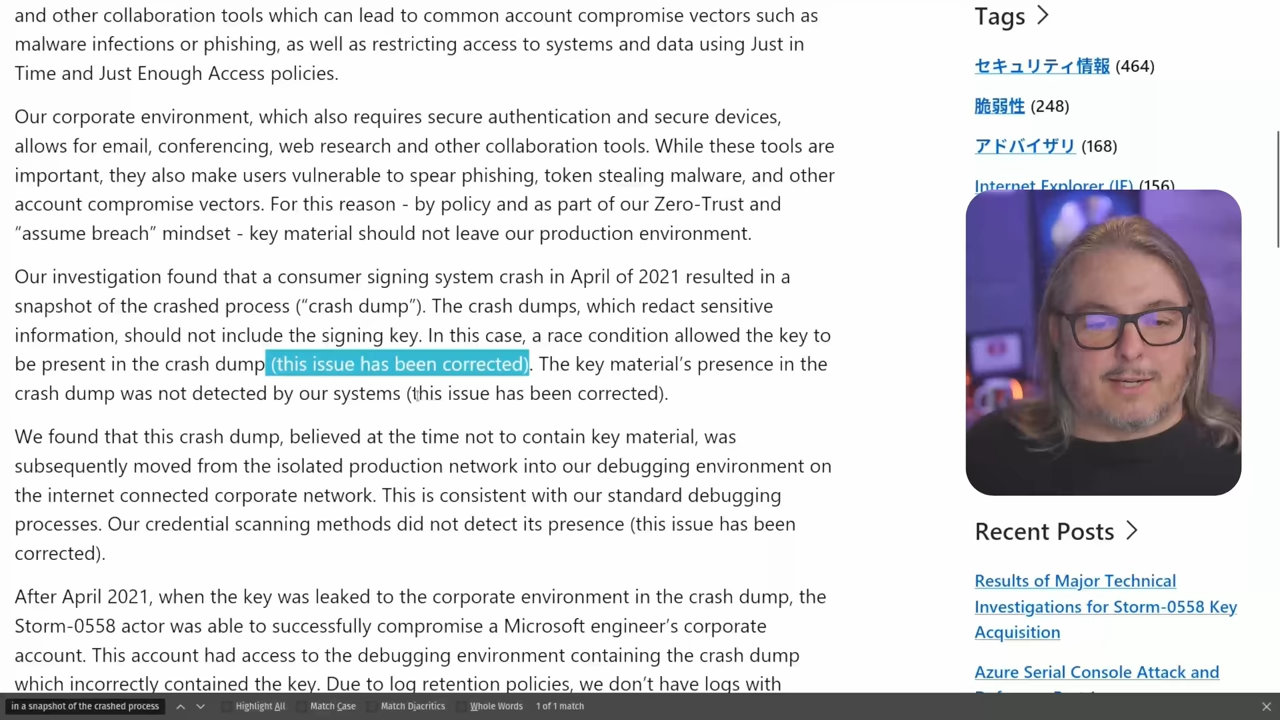 and other collaboration tools which can lead to common account compromise vectors such as
malware infections or phishing, as well as restricting access to systems and data using Just in
Time and Just Enough Access policies.
Our corporate environment, which also requires secure authentication and secure devices,
allows for email, conferencing, web research and other collaboration tools. While these tools are
important, they also make users vulnerable to spear phishing, token stealing malware, and other
account compromise vectors. For this reason - by policy and as part of our Zero-Trust and
“assume breach” mindset - key material should not leave our production environment.
Our investigation found that a consumer signing system crash in April of 2021 resulted in a
snapshot of the crashed process (“crash dump”). The crash dumps, which redact sensitive
information, should not include the signing key. In this case, a race condition allowed the key to
be present in the crash dump (this issue has been corrected). The key material’s presence in the
crash dump was not detected by our systems (this issue has been corrected).
We found that this crash dump, believed at the time not to contain key material, was
subsequently moved from the isolated production network into our debugging environment on
the internet connected corporate network. This is consistent with our standard debugging
processes. Our credential scanning methods did not detect its presence (this issue has been
corrected).
After April 2021, when the key was leaked to the corporate environment in the crash dump, the
Storm-0558 actor was able to successfully compromise a Microsoft engineer’s corporate
account. This account had access to the debugging environment containing the crash dump
which incorrectly contained the key. Due to log retention policies, we don’t have logs with
Tags
セキュリティ情報 (464)
脆弱性 (248)
アドバイザリ (168)
Internet Explorer (IE) (156)
Recent Posts
Results of Major Technical
Investigations for Storm-0558 Key
Acquisition
Azure Serial Console Attack and
in a snapshot of the crashed process
Highlight All
Match Case
Match Diacritics
Whole Words
1 of 1 match